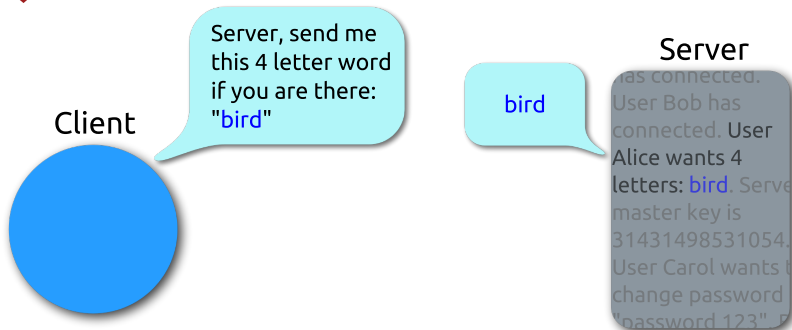 Server, send me
this 4 letter word
if you are there:
"bird"
Client
bird
Server
has connected.
User Bob has
connected. User
Alice wants 4
letters: bird. Serve
master key is
31431498531054.
User Carol wants t
change password
"password 123".